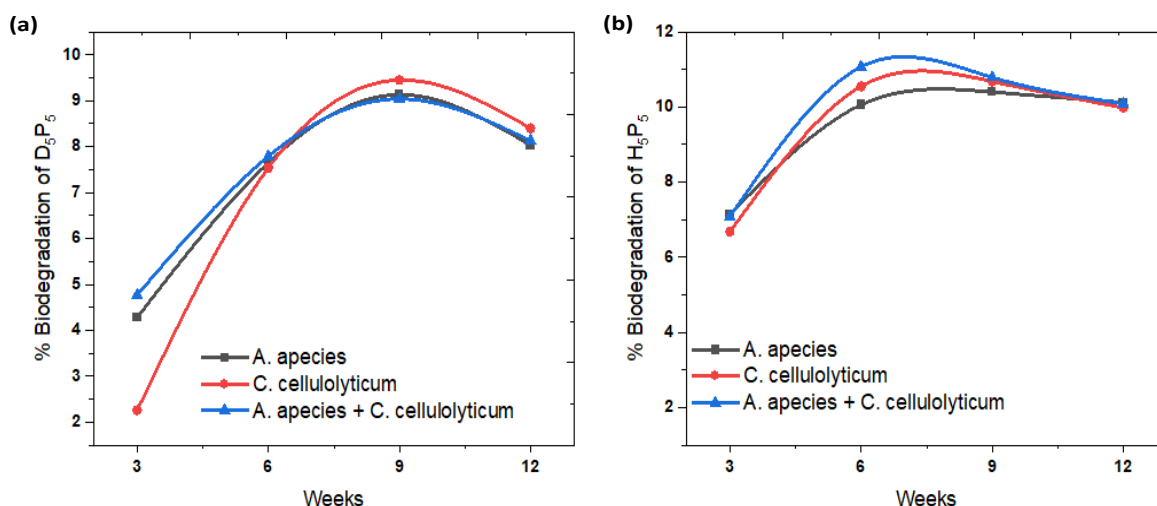 (a)
% Biodegradation of D₅P₅
10
9
8
7
6
5
4
3
2
A. apecies
C. cellulolyticum
A. apecies + C. cellulolyticum
3 6 9 12
Weeks
(b)
% Biodegradation of H₅P₅
12
10
8
6
4
2
A. apecies
C. cellulolyticum
A. apecies + C. cellulolyticum
3 6 9 12
Weeks